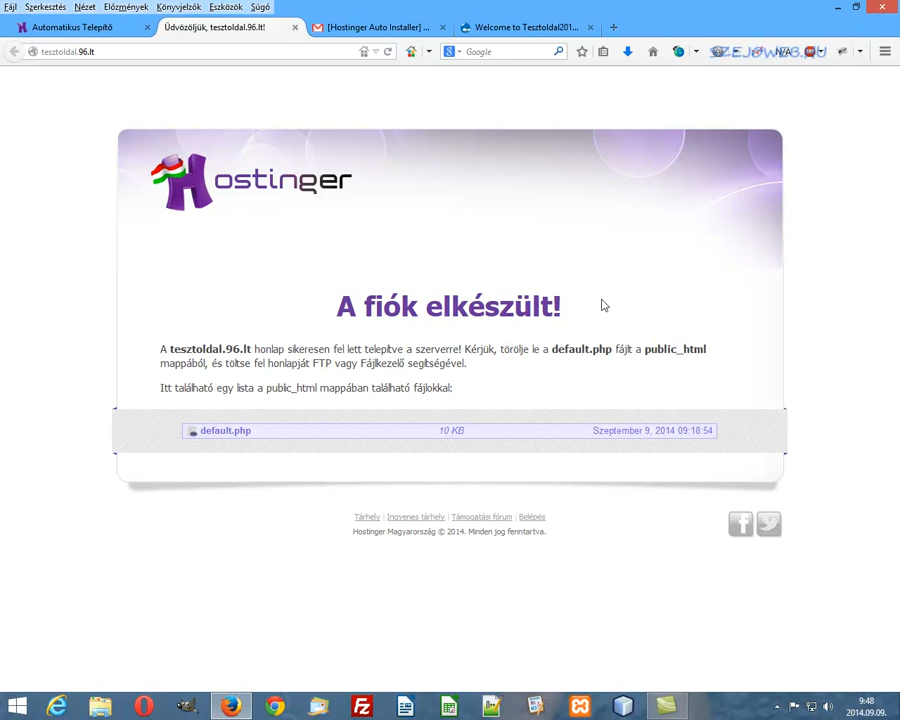 Fájl Szerkesztés Nézet Előzmények Könyvjelzők Eszközök Súgó
Automatikus Telepítő
Üdvözöljük, tesztoldal.96.lt!
[Hostinger Auto Installer] ...
Welcome to Tesztoldal201...
tesztoldal.96.lt
Google
SZEJOWEB.HU
N/A
Hostinger
A fiók elkészült!
A tesztoldal.96.lt honlap sikeresen fel lett telepítve a szerverre! Kérjük, törölje le a default.php fájlt a public_html
mappából, és töltse fel honlapját FTP vagy Fájlkezelő segítségével.
Itt található egy lista a public_html mappában található fájlokkal:
default.php 10 KB Szeptember 9, 2014 09:18:54
Tárhely | Ingyenes tárhely | Támogatási fórum | Belépés
Hostinger Magyarország © 2014. Minden jog fenntartva.
9:48
2014.09.09.